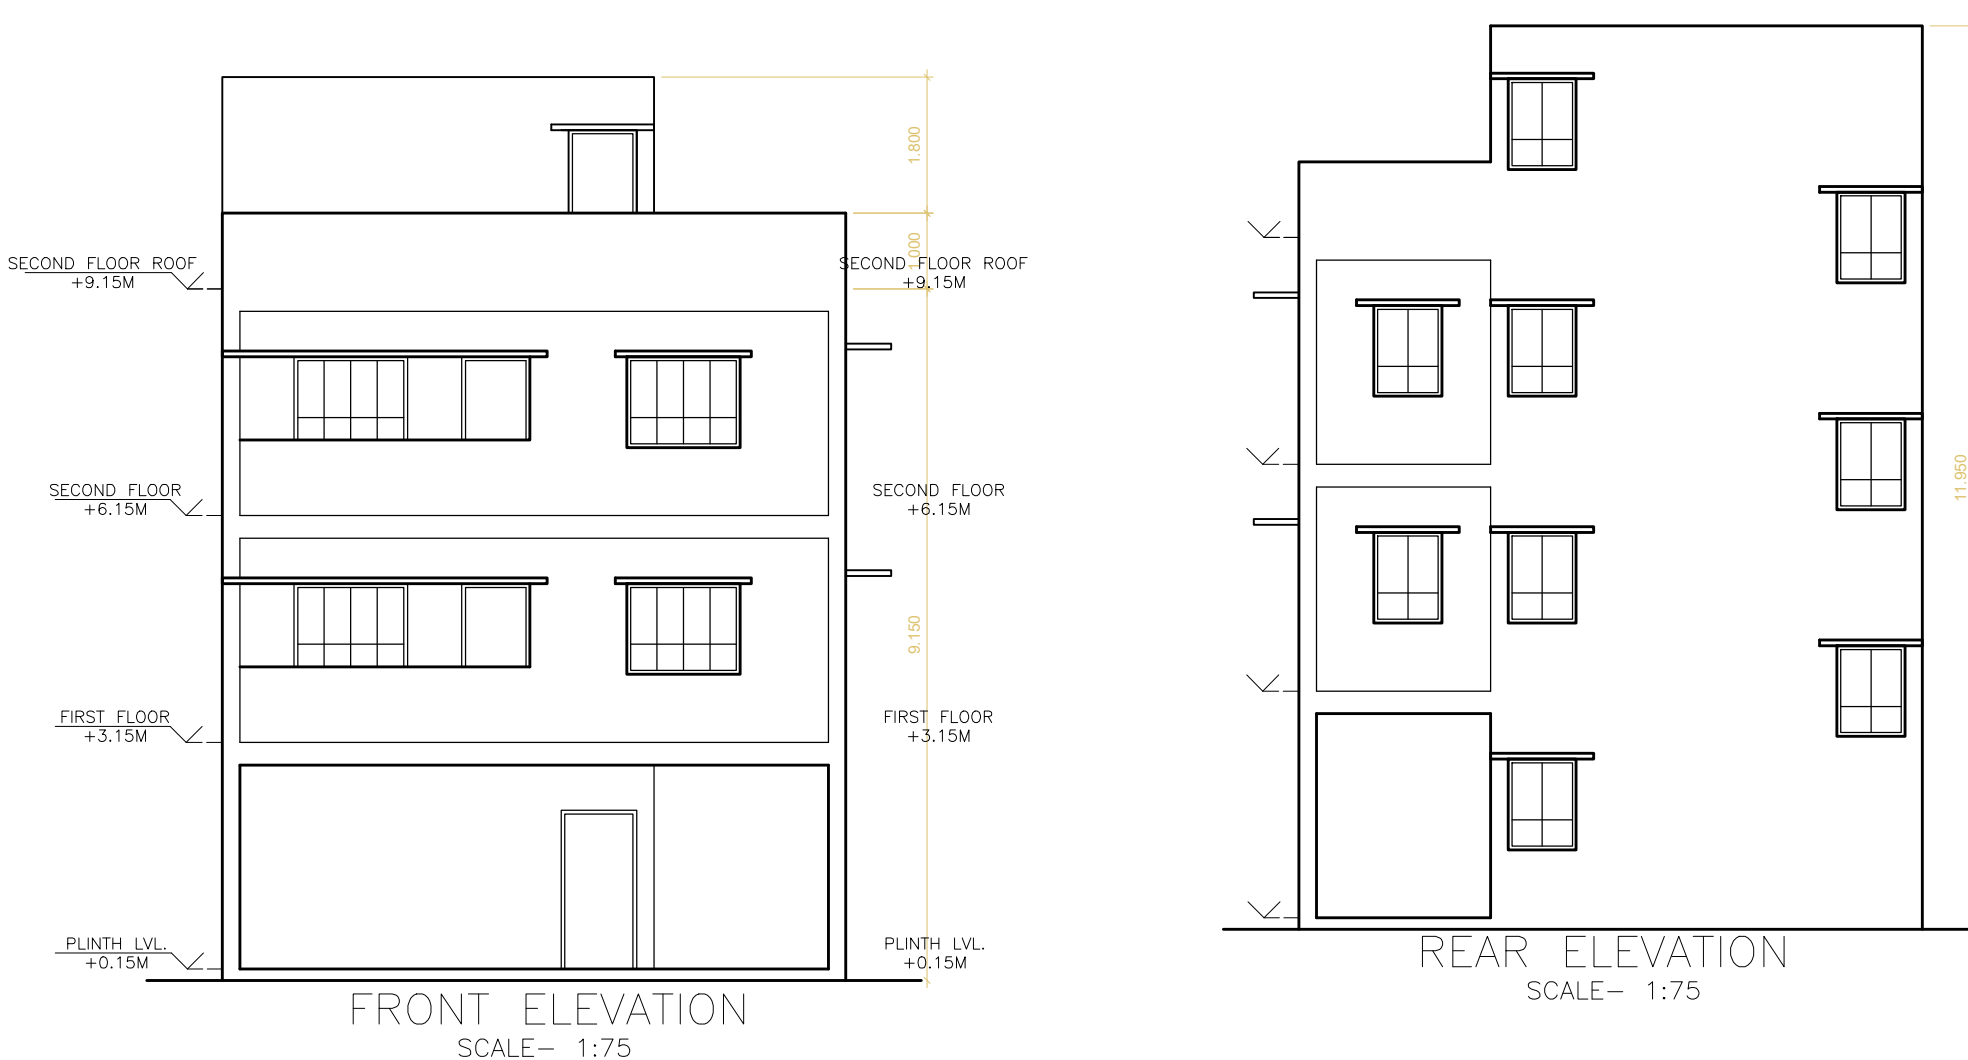 1.800
SECOND FLOOR ROOF
+9.15M
1.000
SECOND FLOOR ROOF
+9.15M
SECOND FLOOR
+6.15M
SECOND FLOOR
+6.15M
11.950
9.150
FIRST FLOOR
+3.15M
FIRST FLOOR
+3.15M
PLINTH LVL.
+0.15M
PLINTH LVL.
+0.15M
FRONT ELEVATION
SCALE- 1:75
REAR ELEVATION
SCALE- 1:75